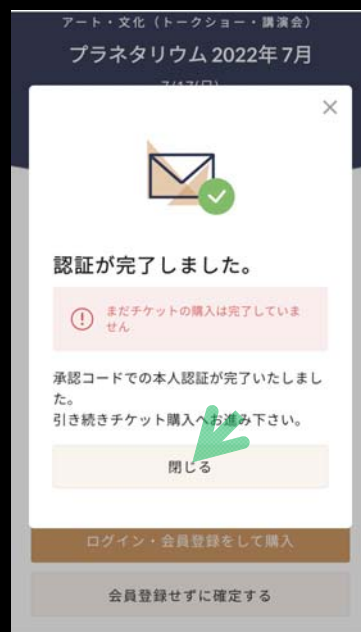 アート・文化（トークショー・講演会）
プラネタリウム 2022年 7月
7/17(日)
認証が完了しました。
まだチケットの購入は完了していま
せん
承認コードでの本人認証が完了いたしまし
た。
引き続きチケット購入へお進み下さい。
閉じる
ログイン・会員登録をして購入
会員登録せずに確定する